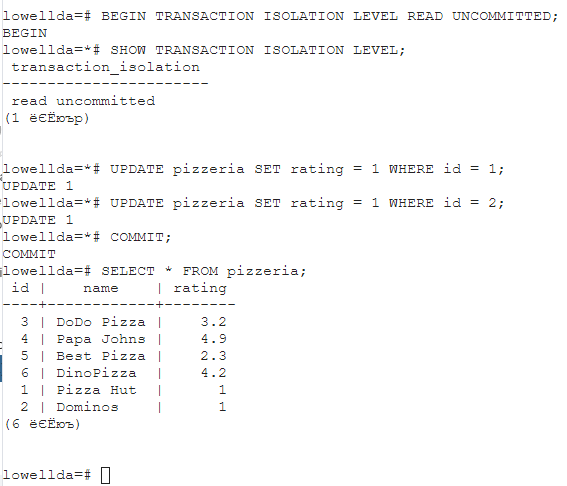 lowellda=# BEGIN TRANSACTION ISOLATION LEVEL READ UNCOMMITTED;
BEGIN
lowellda=*# SHOW TRANSACTION ISOLATION LEVEL;
 transaction_isolation
-----------------------
 read uncommitted
(1 ёЄЁюър)
lowellda=*# UPDATE pizzeria SET rating = 1 WHERE id = 1;
UPDATE 1
lowellda=*# UPDATE pizzeria SET rating = 1 WHERE id = 2;
UPDATE 1
lowellda=*# COMMIT;
COMMIT
lowellda=# SELECT * FROM pizzeria;
 id |    name    | rating
----+------------+--------
  3 | DoDo Pizza |    3.2
  4 | Papa Johns |    4.9
  5 | Best Pizza |    2.3
  6 | DinoPizza  |    4.2
  1 | Pizza Hut  |      1
  2 | Dominos    |      1
(6 ёЄЁюъ)
lowellda=#